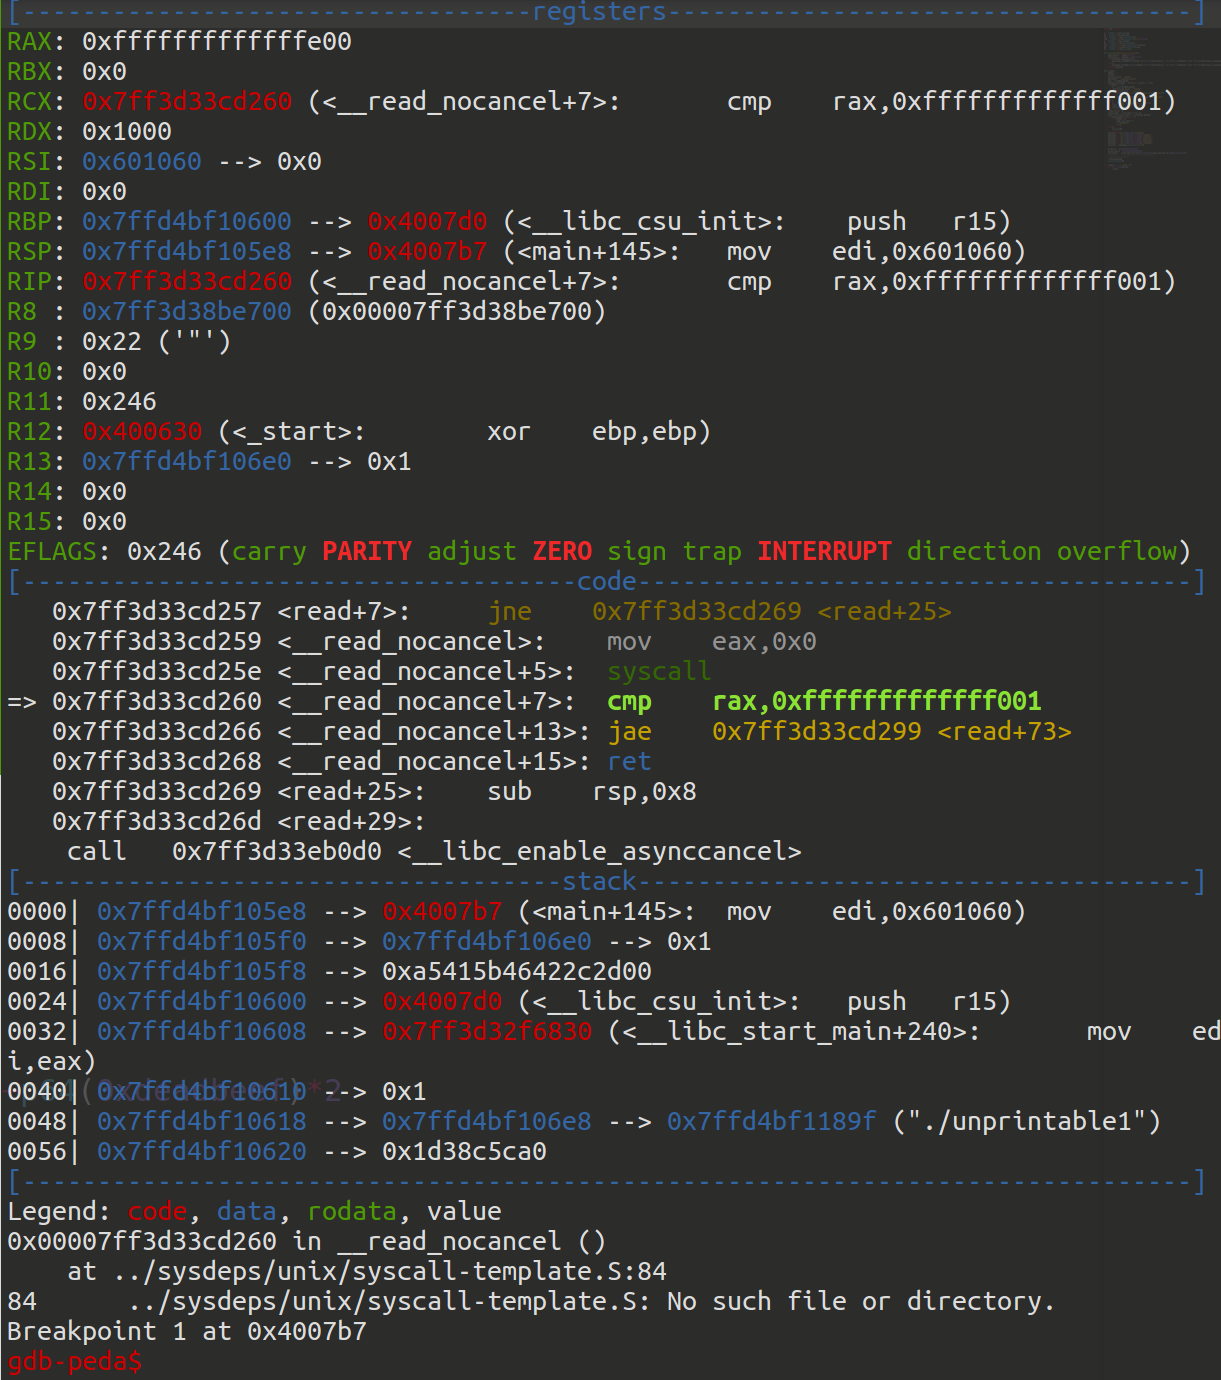 [----------------------------------registers-----------------------------------]
RAX: 0xfffffffffffffe00
RBX: 0x0
RCX: 0x7ff3d33cd260 (<__read_nocancel+7>:	cmp    rax,0xfffffffffffff001)
RDX: 0x1000
RSI: 0x601060 --> 0x0
RDI: 0x0
RBP: 0x7ffd4bf10600 --> 0x4007d0 (<__libc_csu_init>:	push   r15)
RSP: 0x7ffd4bf105e8 --> 0x4007b7 (<main+145>:	mov    edi,0x601060)
RIP: 0x7ff3d33cd260 (<__read_nocancel+7>:	cmp    rax,0xfffffffffffff001)
R8 : 0x7ff3d38be700 (0x00007ff3d38be700)
R9 : 0x22 ('"')
R10: 0x0
R11: 0x246
R12: 0x400630 (<_start>:	xor    ebp,ebp)
R13: 0x7ffd4bf106e0 --> 0x1
R14: 0x0
R15: 0x0
EFLAGS: 0x246 (carry PARITY adjust ZERO sign trap INTERRUPT direction overflow)
[-------------------------------------code-------------------------------------]
   0x7ff3d33cd257 <read+7>:	jne    0x7ff3d33cd269 <read+25>
   0x7ff3d33cd259 <__read_nocancel>:	mov    eax,0x0
   0x7ff3d33cd25e <__read_nocancel+5>:	syscall
=> 0x7ff3d33cd260 <__read_nocancel+7>:	cmp    rax,0xfffffffffffff001
   0x7ff3d33cd266 <__read_nocancel+13>:	jae    0x7ff3d33cd299 <read+73>
   0x7ff3d33cd268 <__read_nocancel+15>:	ret
   0x7ff3d33cd269 <read+25>:	sub    rsp,0x8
   0x7ff3d33cd26d <read+29>:
    call   0x7ff3d33eb0d0 <__libc_enable_asynccancel>
[------------------------------------stack-------------------------------------]
0000| 0x7ffd4bf105e8 --> 0x4007b7 (<main+145>:	mov    edi,0x601060)
0008| 0x7ffd4bf105f0 --> 0x7ffd4bf106e0 --> 0x1
0016| 0x7ffd4bf105f8 --> 0xa5415b46422c2d00
0024| 0x7ffd4bf10600 --> 0x4007d0 (<__libc_csu_init>:	push   r15)
0032| 0x7ffd4bf10608 --> 0x7ff3d32f6830 (<__libc_start_main+240>:	mov    ed
i,eax)
0040| 0x7ffd4bf10610 --> 0x1
0048| 0x7ffd4bf10618 --> 0x7ffd4bf106e8 --> 0x7ffd4bf1189f ("./unprintable1")
0056| 0x7ffd4bf10620 --> 0x1d38c5ca0
[------------------------------------------------------------------------------]
Legend: code, data, rodata, value
0x00007ff3d33cd260 in __read_nocancel ()
    at ../sysdeps/unix/syscall-template.S:84
84	../sysdeps/unix/syscall-template.S: No such file or directory.
Breakpoint 1 at 0x4007b7
gdb-peda$